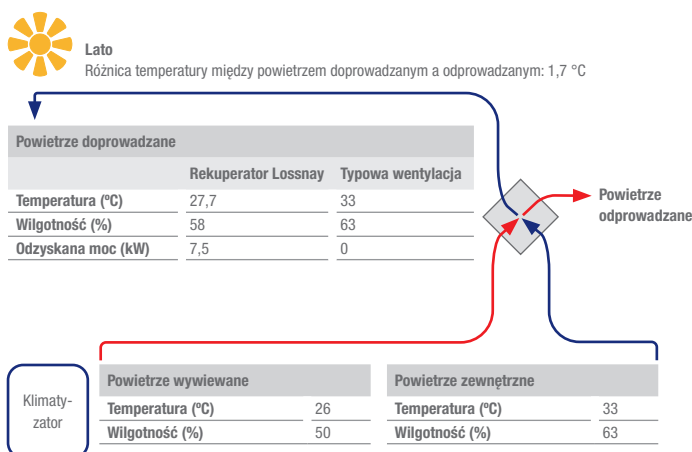 Lato
Różnica temperatury między powietrzem doprowadzanym a odprowadzanym: 1,7 °C
Powietrze doprowadzane
Rekuperator Lossnay Typowa wentylacja
Temperatura (ºC) 27,7 33
Wilgotność (%) 58 63
Odzyskana moc (kW) 7,5 0
Powietrze
odprowadzane
Klimaty-
zator
Powietrze wywiewane
Temperatura (ºC) 26
Wilgotność (%) 50
Powietrze zewnętrzne
Temperatura (ºC) 33
Wilgotność (%) 63